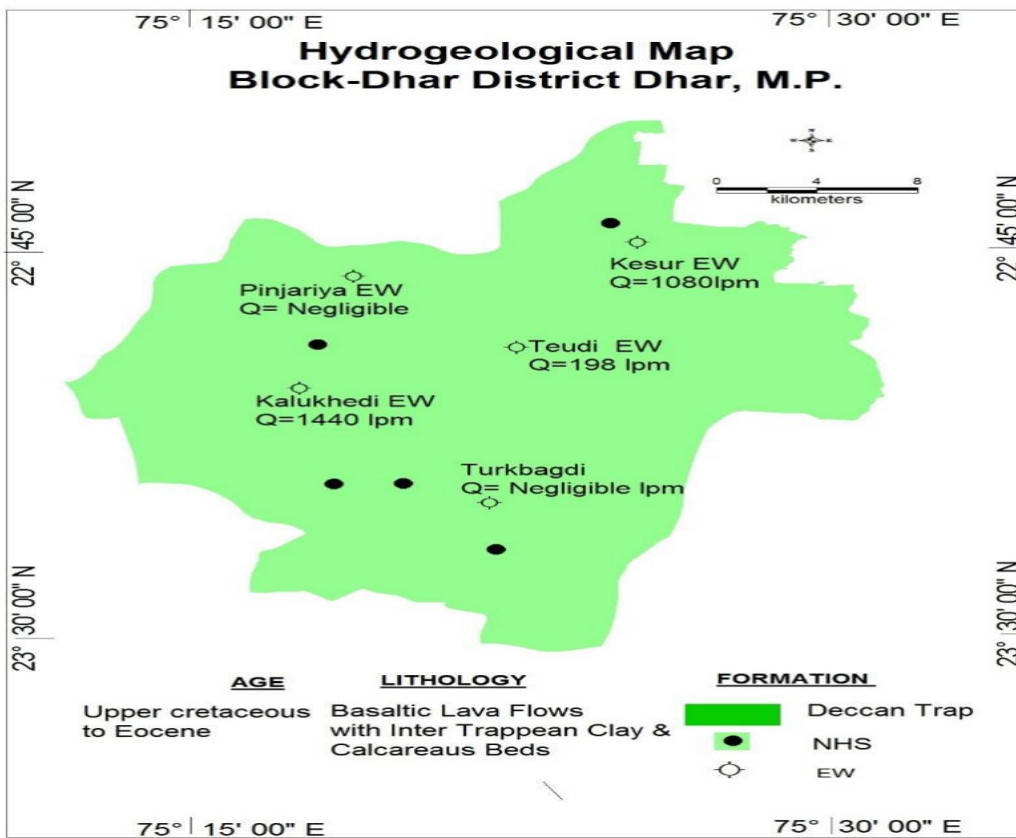 75° 15' 00" E
75° 30' 00" E
Hydrogeological Map
Block-Dhar District Dhar, M.P.
0 4 8
kilometers
22° 45' 00" N
22° 45' 00" N
Kesur EW
Q=1080lpm
Pinjariya EW
Q= Negligible
Teudi EW
Q=198 lpm
Kalukhedi EW
Q=1440 lpm
Turkbagdi
Q= Negligible lpm
23° 30' 00" N
23° 30' 00" N
AGE
LITHOLOGY
FORMATION
Upper cretaceous
to Eocene
Basaltic Lava Flows
with Inter Trappean Clay &
Calcareaus Beds
Deccan Trap
NHS
EW
75° 15' 00" E
75° 30' 00" E